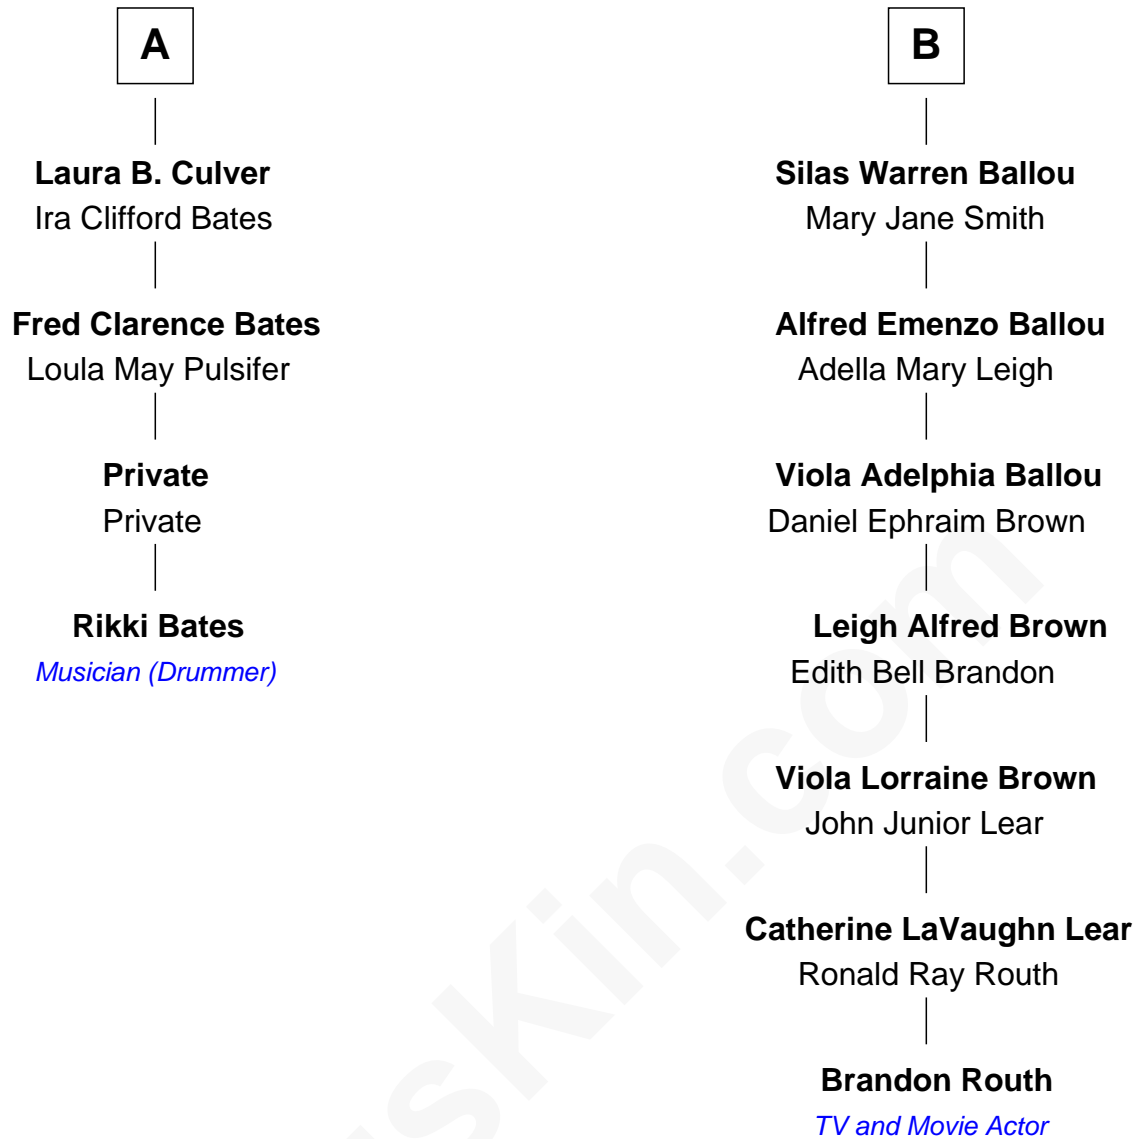 A
Laura B. Culver
Ira Clifford Bates
Fred Clarence Bates
Loula May Pulsifer
Private
Private
Rikki Bates
Musician (Drummer)
B
Silas Warren Ballou
Mary Jane Smith
Alfred Emenzo Ballou
Adella Mary Leigh
Viola Adelphia Ballou
Daniel Ephraim Brown
Leigh Alfred Brown
Edith Bell Brandon
Viola Lorraine Brown
John Junior Lear
Catherine LaVaughn Lear
Ronald Ray Routh
Brandon Routh
TV and Movie Actor
sKin.com